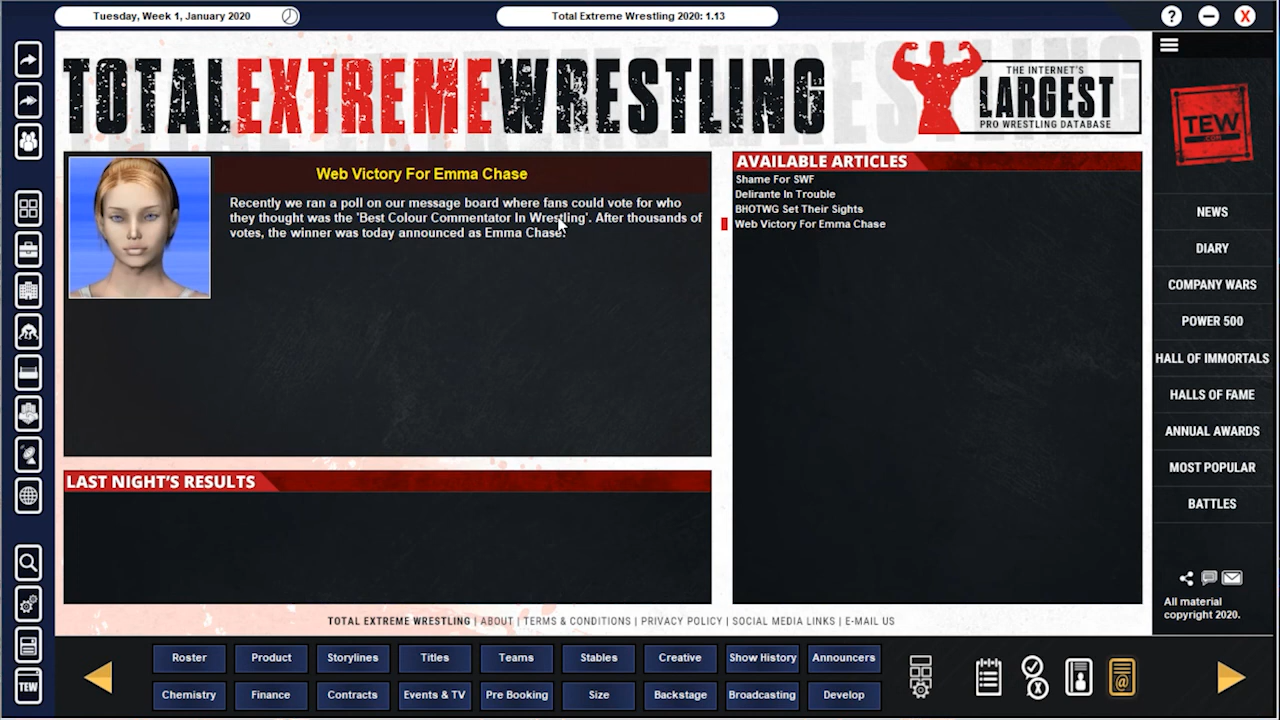 Tuesday, Week 1, January 2020
Total Extreme Wrestling 2020: 1.13
?
X
TOTALEXTREMEWRESTLING
THE INTERNET'S
LARGEST
PRO WRESTLING DATABASE
TEW
.COM
Web Victory For Emma Chase
Recently we ran a poll on our message board where fans could vote for who
they thought was the 'Best Colour Commentator In Wrestling'. After thousands of
votes, the winner was today announced as Emma Chase.
AVAILABLE ARTICLES
Shame For SWF
Delirante In Trouble
BHOTWG Set Their Sights
Web Victory For Emma Chase
NEWS
DIARY
COMPANY WARS
POWER 500
HALL OF IMMORTALS
HALLS OF FAME
ANNUAL AWARDS
MOST POPULAR
BATTLES
LAST NIGHT'S RESULTS
All material
copyright 2020.
TOTAL EXTREME WRESTLING | ABOUT | TERMS & CONDITIONS | PRIVACY POLICY | SOCIAL MEDIA LINKS | E-MAIL US
TEW
Roster
Product
Storylines
Titles
Teams
Stables
Creative
Show History
Announcers
Chemistry
Finance
Contracts
Events & TV
Pre Booking
Size
Backstage
Broadcasting
Develop
@